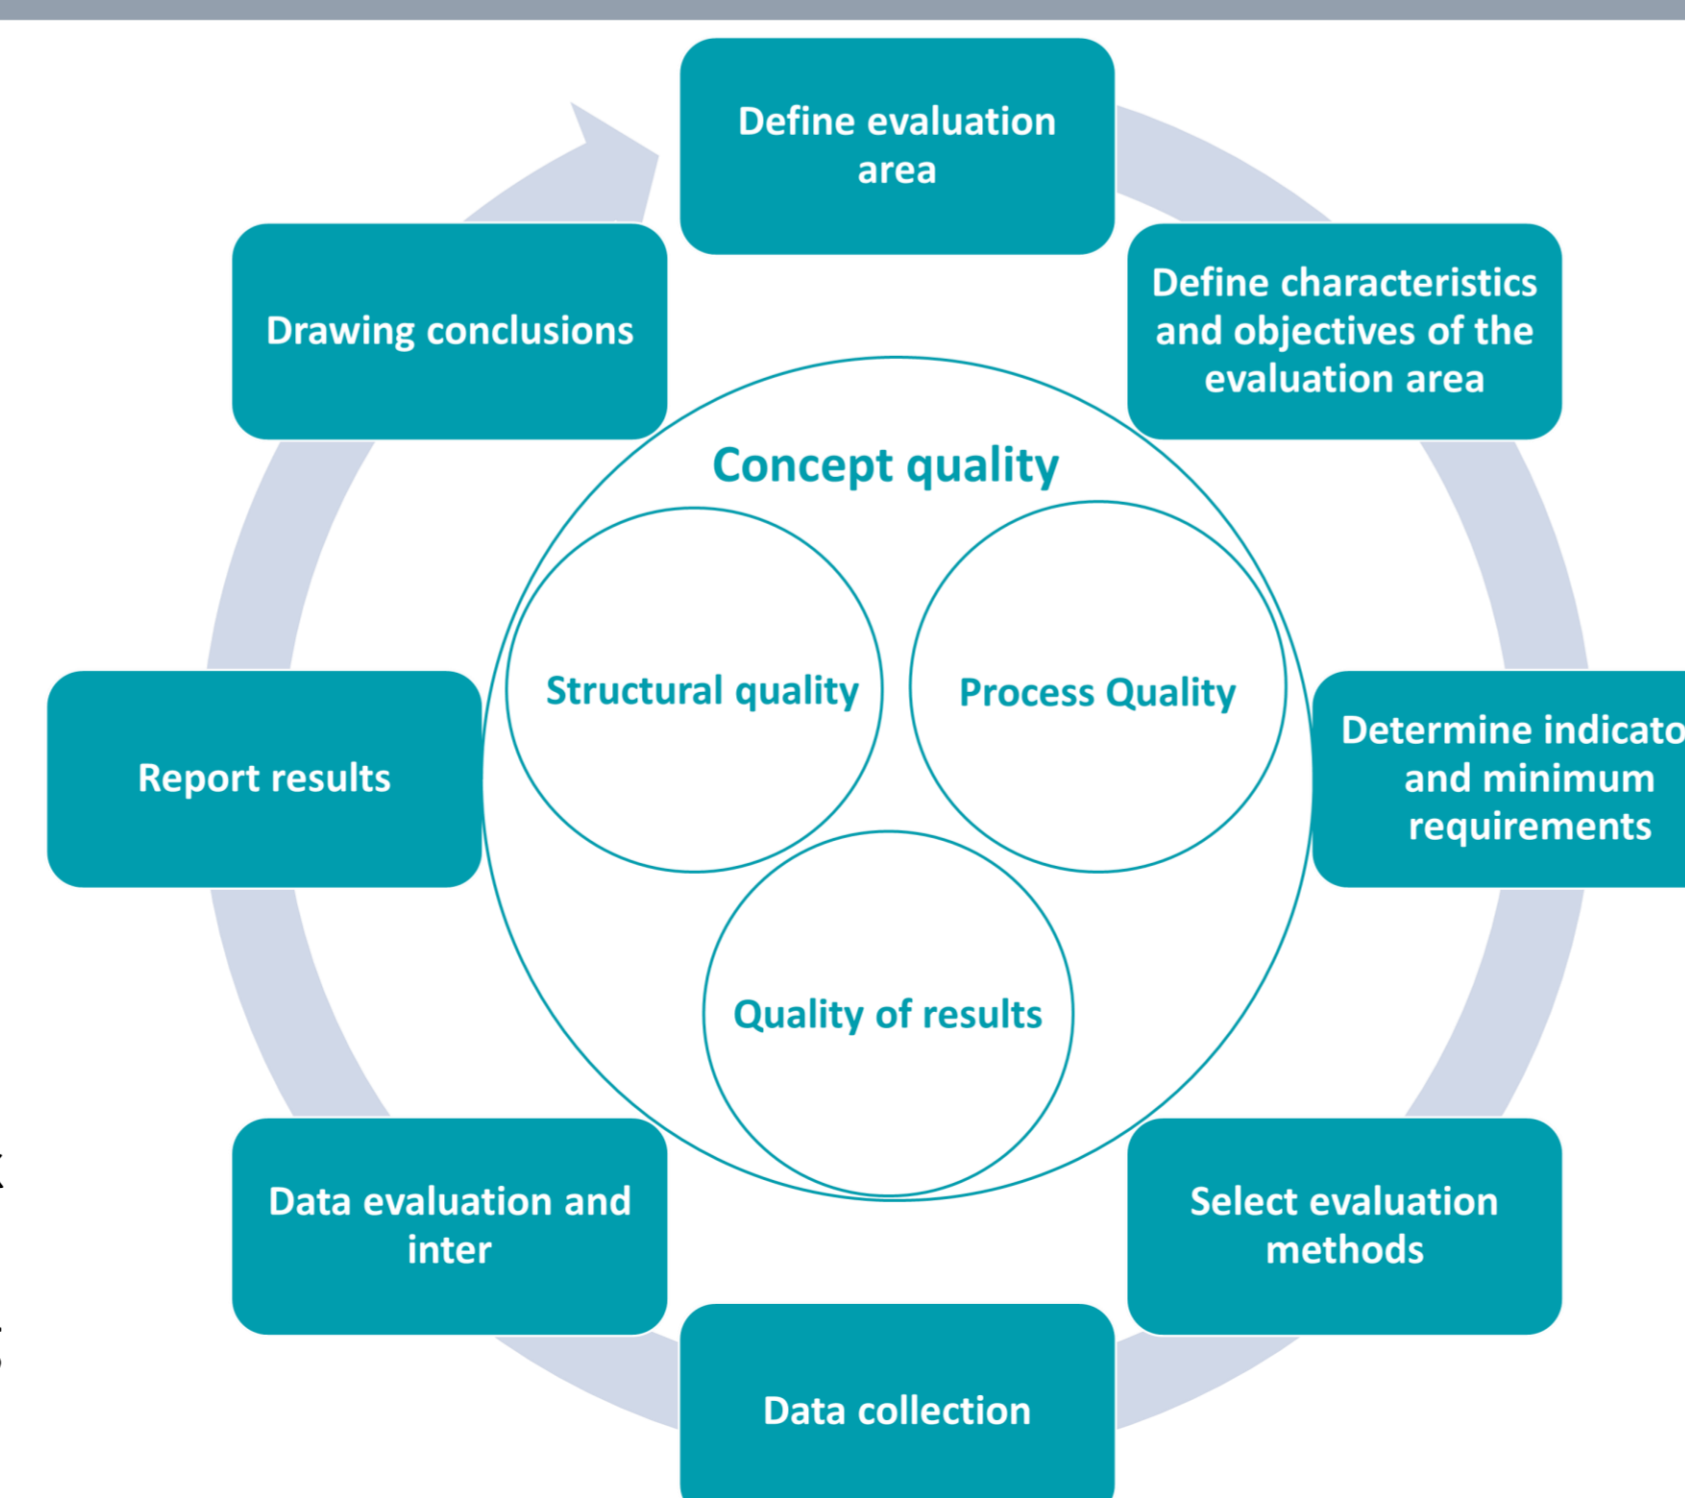 Define evaluation
area
Define characteristics
and objectives of the
evaluation area
Drawing conclusions
Concept quality
Structural quality
Process Quality
Report results
Determine
and minimum
requirements
Quality of results
Data evaluation and
inter
Select evaluation
methods
Data collection